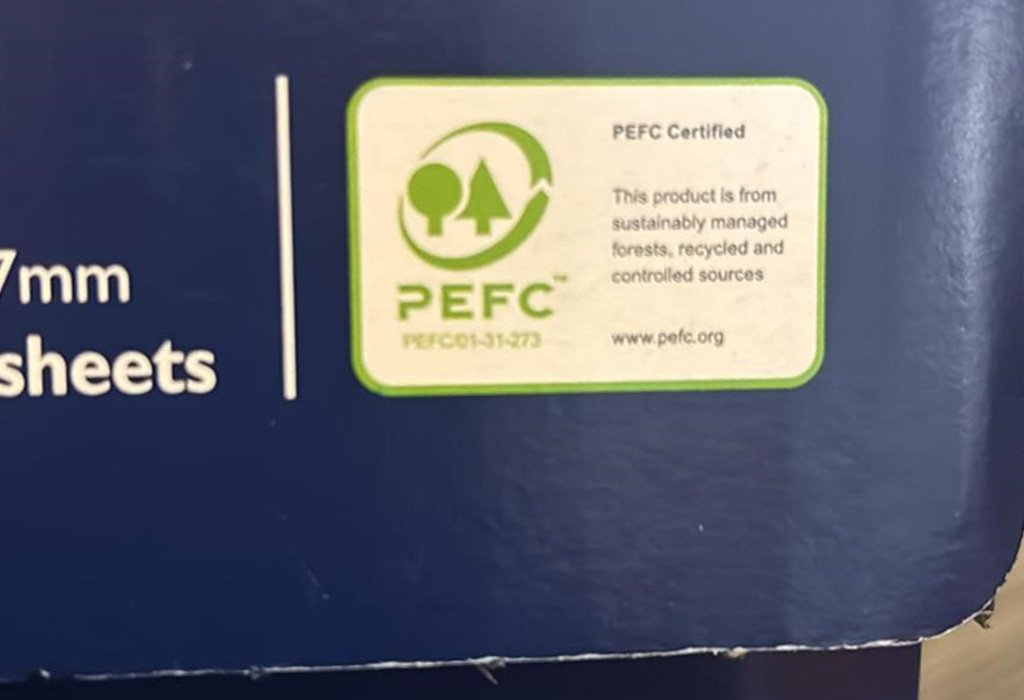 7mm
sheets
PEFC™
PEFC/01-31-273
PEFC Certified
This product is from
sustainably managed
forests, recycled and
controlled sources
www.pefc.org